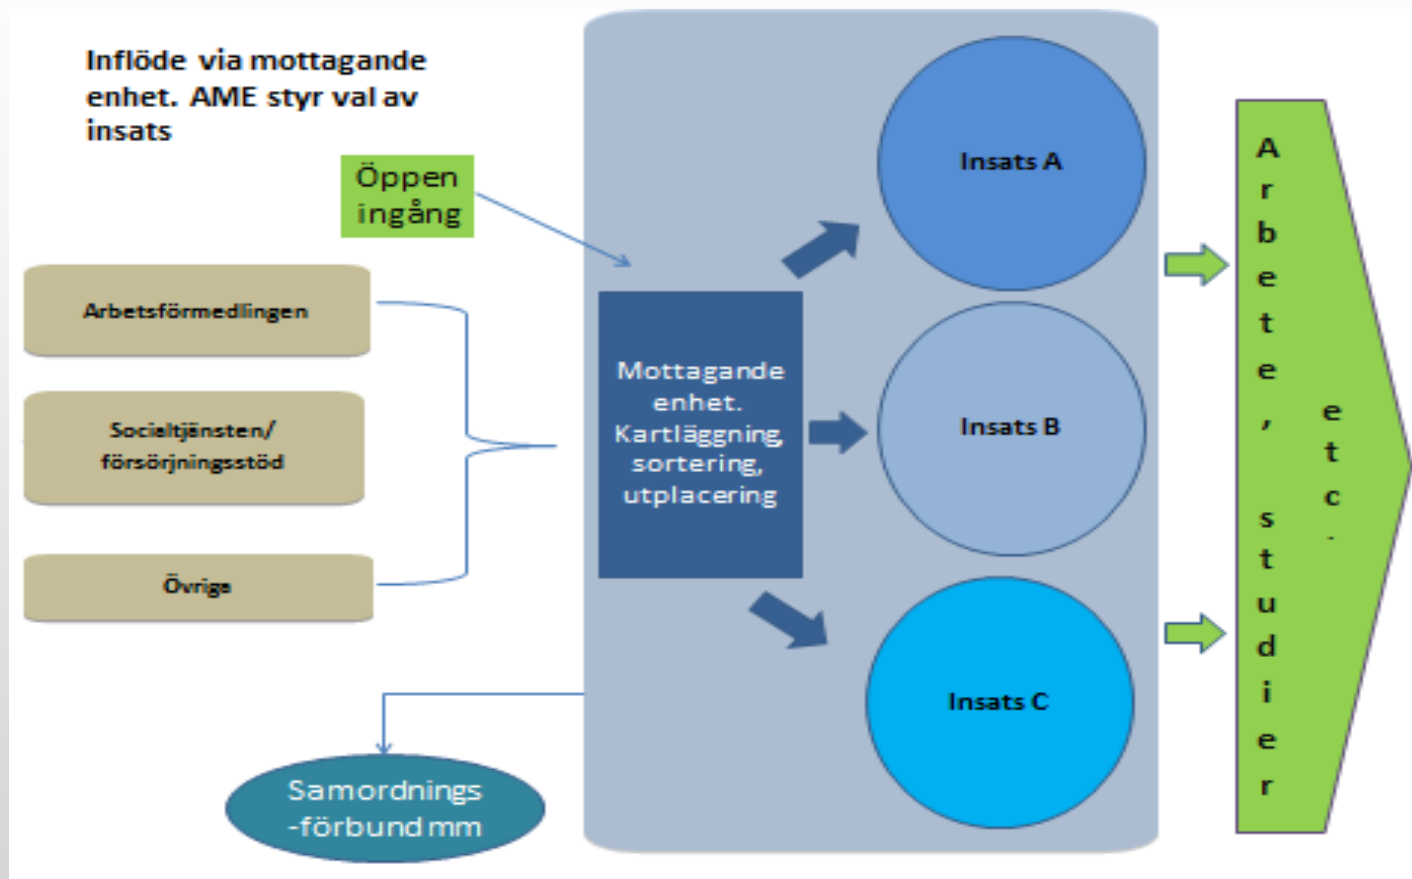 Inflöde via mottagande
enhet. AME styr val av
insats
Öppen
ingång
Arbetsförmedlingen
Socialtjänsten/
försörjningsstöd
Övriga
Mottagande
enhet.
Kartläggning,
sortering,
utplacering
Insats A
Insats B
Insats C
Samordnings
-förbund mm
Arbete, studier
etc.